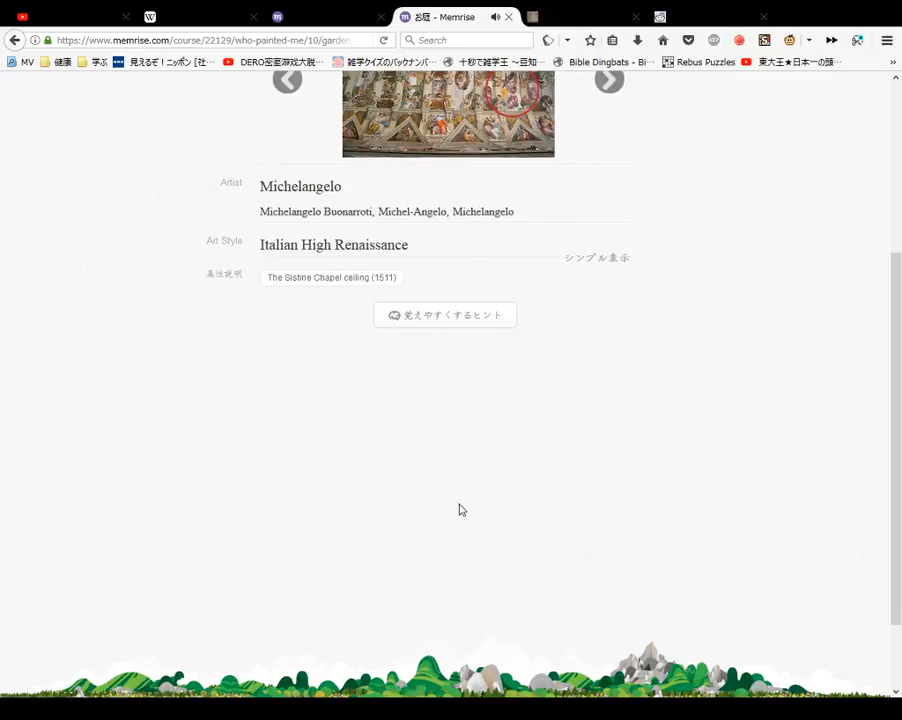 お庭 - Memrise
https://www.memrise.com/course/22129/who-painted-me/10/garden
Search
MV
健康
学ぶ
見えるぞ！ニッポン [社…
DERO密室游戏大脱…
雑学クイズのバックナンバ…
十秒で雑学王 ～豆知…
Bible Dingbats - Bi…
Rebus Puzzles
東大王★日本一の頭…
Artist
Michelangelo
Michelangelo Buonarroti, Michel-Angelo, Michelangelo
Art Style
Italian High Renaissance
シンプル表示
属性説明
The Sistine Chapel ceiling (1511)
覚えやすくするヒント